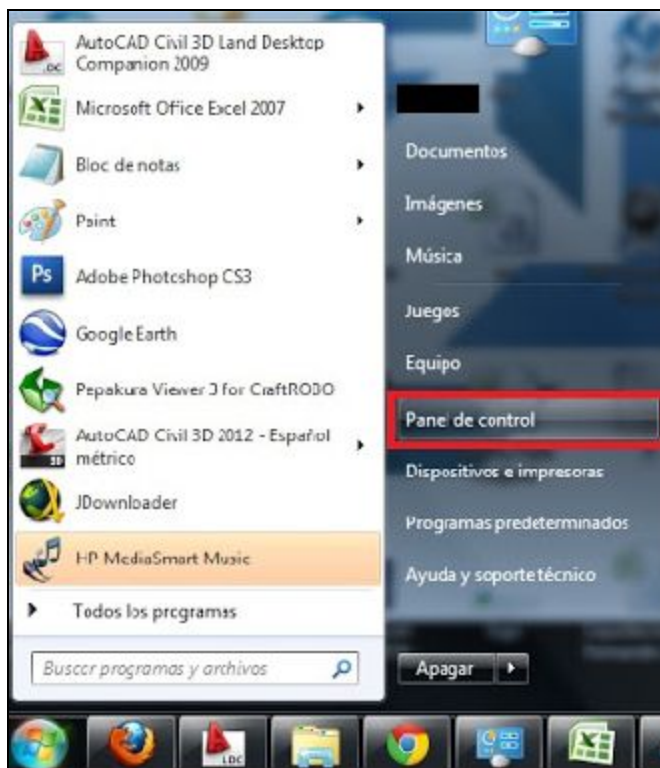 AutoCAD Civil 3D Land Desktop
Companion 2009
Microsoft Office Excel 2007
Bloc de notas
Paint
Ps
Adobe Photoshop CS3
Google Earth
Pepakura Viewer 3 for CraftROBO
AutoCAD Civil 3D 2012 - Español
métrico
JDownloader
HP MediaSmart Music
Todos los programas
Buscar programas y archivos
Documentos
Imágenes
Música
Juegos
Equipo
Panel de control
Dispositivos e impresoras
Programas predeterminados
Ayuda y soporte técnico
Apagar
LDC